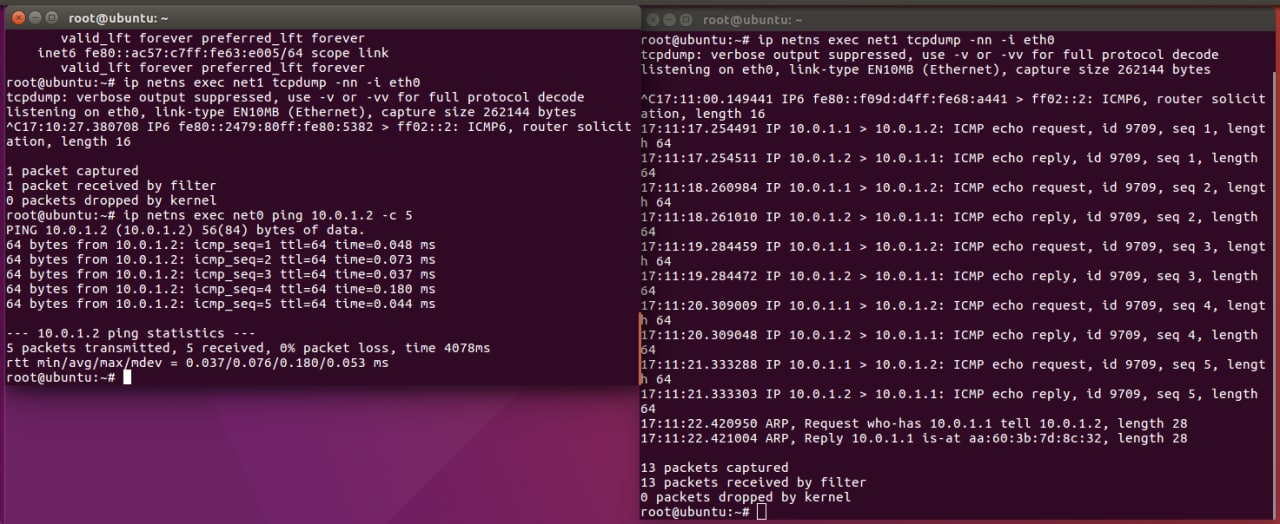 root@ubuntu: ~
valid_lft forever preferred_lft forever
inet6 fe80::ac57:c7ff:fe63:e005/64 scope link
valid_lft forever preferred_lft forever
root@ubuntu:~# ip netns exec net1 tcpdump -nn -i eth0
tcpdump: verbose output suppressed, use -v or -vv for full protocol decode
listening on eth0, link-type EN10MB (Ethernet), capture size 262144 bytes
^C17:10:27.380708 IP6 fe80::2479:80ff:fe80:5382 > ff02::2: ICMP6, router solicit
ation, length 16
1 packet captured
1 packet received by filter
0 packets dropped by kernel
root@ubuntu:~# ip netns exec net0 ping 10.0.1.2 -c 5
PING 10.0.1.2 (10.0.1.2) 56(84) bytes of data.
64 bytes from 10.0.1.2: icmp_seq=1 ttl=64 time=0.048 ms
64 bytes from 10.0.1.2: icmp_seq=2 ttl=64 time=0.073 ms
64 bytes from 10.0.1.2: icmp_seq=3 ttl=64 time=0.037 ms
64 bytes from 10.0.1.2: icmp_seq=4 ttl=64 time=0.180 ms
64 bytes from 10.0.1.2: icmp_seq=5 ttl=64 time=0.044 ms
--- 10.0.1.2 ping statistics ---
5 packets transmitted, 5 received, 0% packet loss, time 4078ms
rtt min/avg/max/mdev = 0.037/0.076/0.180/0.053 ms
root@ubuntu:~#
root@ubuntu: ~
root@ubuntu:~# ip netns exec net1 tcpdump -nn -i eth0
tcpdump: verbose output suppressed, use -v or -vv for full protocol decode
listening on eth0, link-type EN10MB (Ethernet), capture size 262144 bytes
^C17:11:00.149441 IP6 fe80::f09d:d4ff:fe68:a441 > ff02::2: ICMP6, router solicit
ation, length 16
17:11:17.254491 IP 10.0.1.1 > 10.0.1.2: ICMP echo request, id 9709, seq 1, lengt
h 64
17:11:17.254511 IP 10.0.1.2 > 10.0.1.1: ICMP echo reply, id 9709, seq 1, length
64
17:11:18.260984 IP 10.0.1.1 > 10.0.1.2: ICMP echo request, id 9709, seq 2, lengt
h 64
17:11:18.261010 IP 10.0.1.2 > 10.0.1.1: ICMP echo reply, id 9709, seq 2, length
64
17:11:19.284459 IP 10.0.1.1 > 10.0.1.2: ICMP echo request, id 9709, seq 3, lengt
h 64
17:11:19.284472 IP 10.0.1.2 > 10.0.1.1: ICMP echo reply, id 9709, seq 3, length
64
17:11:20.309009 IP 10.0.1.1 > 10.0.1.2: ICMP echo request, id 9709, seq 4, lengt
h 64
17:11:20.309048 IP 10.0.1.2 > 10.0.1.1: ICMP echo reply, id 9709, seq 4, length
64
17:11:21.333288 IP 10.0.1.1 > 10.0.1.2: ICMP echo request, id 9709, seq 5, lengt
h 64
17:11:21.333303 IP 10.0.1.2 > 10.0.1.1: ICMP echo reply, id 9709, seq 5, length
64
17:11:22.420950 ARP, Request who-has 10.0.1.1 tell 10.0.1.2, length 28
17:11:22.421004 ARP, Reply 10.0.1.1 is-at aa:60:3b:7d:8c:32, length 28
13 packets captured
13 packets received by filter
0 packets dropped by kernel
root@ubuntu:~#